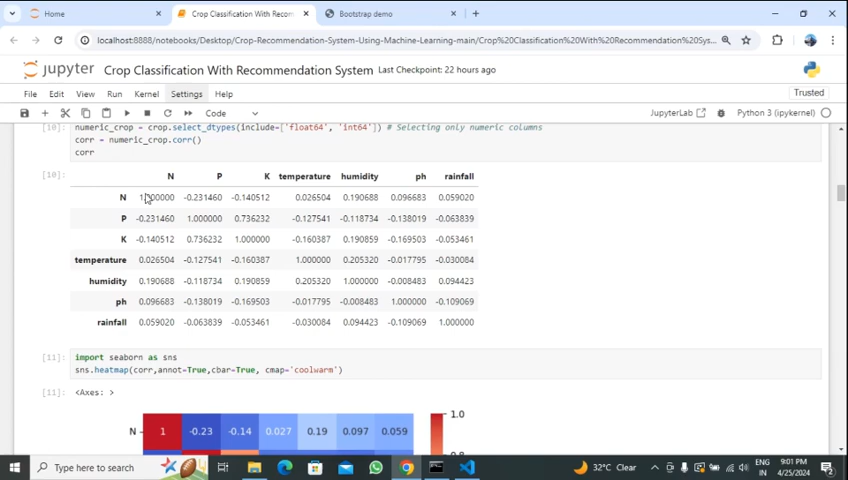 Home
Crop Classification With Recom
Bootstrap demo
localhost:8888/notebooks/Desktop/Crop-Recommendation-System-Using-Machine-Learning-main/Crop%20Classification%20With%20Recommendation%20Sys...
jupyter Crop Classification With Recommendation System Last Checkpoint: 22 hours ago
File Edit View Run Kernel Settings Help Trusted
Code JupyterLab Python 3 (ipykernel)
[10]: numeric_crop = crop.select_dtypes(include=['float64', 'int64']) # Selecting only numeric columns
corr = numeric_crop.corr()
corr
[10]: N P K temperature humidity ph rainfall
N 1.000000 -0.231460 -0.140512 0.026504 0.190688 0.096683 0.059020
P -0.231460 1.000000 0.736232 -0.127541 -0.118734 -0.138019 -0.063839
K -0.140512 0.736232 1.000000 -0.160387 0.190859 -0.169503 -0.053461
temperature 0.026504 -0.127541 -0.160387 1.000000 0.205320 -0.017795 -0.030084
humidity 0.190688 -0.118734 0.190859 0.205320 1.000000 -0.008483 0.094423
ph 0.096683 -0.138019 -0.169503 -0.017795 -0.008483 1.000000 -0.109069
rainfall 0.059020 -0.063839 -0.053461 -0.030084 0.094423 -0.109069 1.000000
[11]: import seaborn as sns
sns.heatmap(corr,annot=True,cbar=True, cmap='coolwarm')
[11]: <Axes: >
N 1 -0.23 -0.14 0.027 0.19 0.097 0.059 1.0
Type here to search
32°C Clear
ENG
IN
9:01 PM
4/25/2024